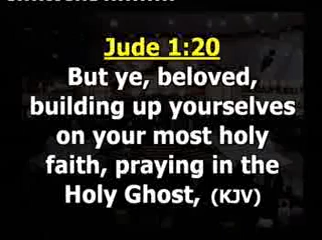 Jude 1:20
But ye, beloved,
building up yourselves
on your most holy
faith, praying in the
Holy Ghost, (KJV)